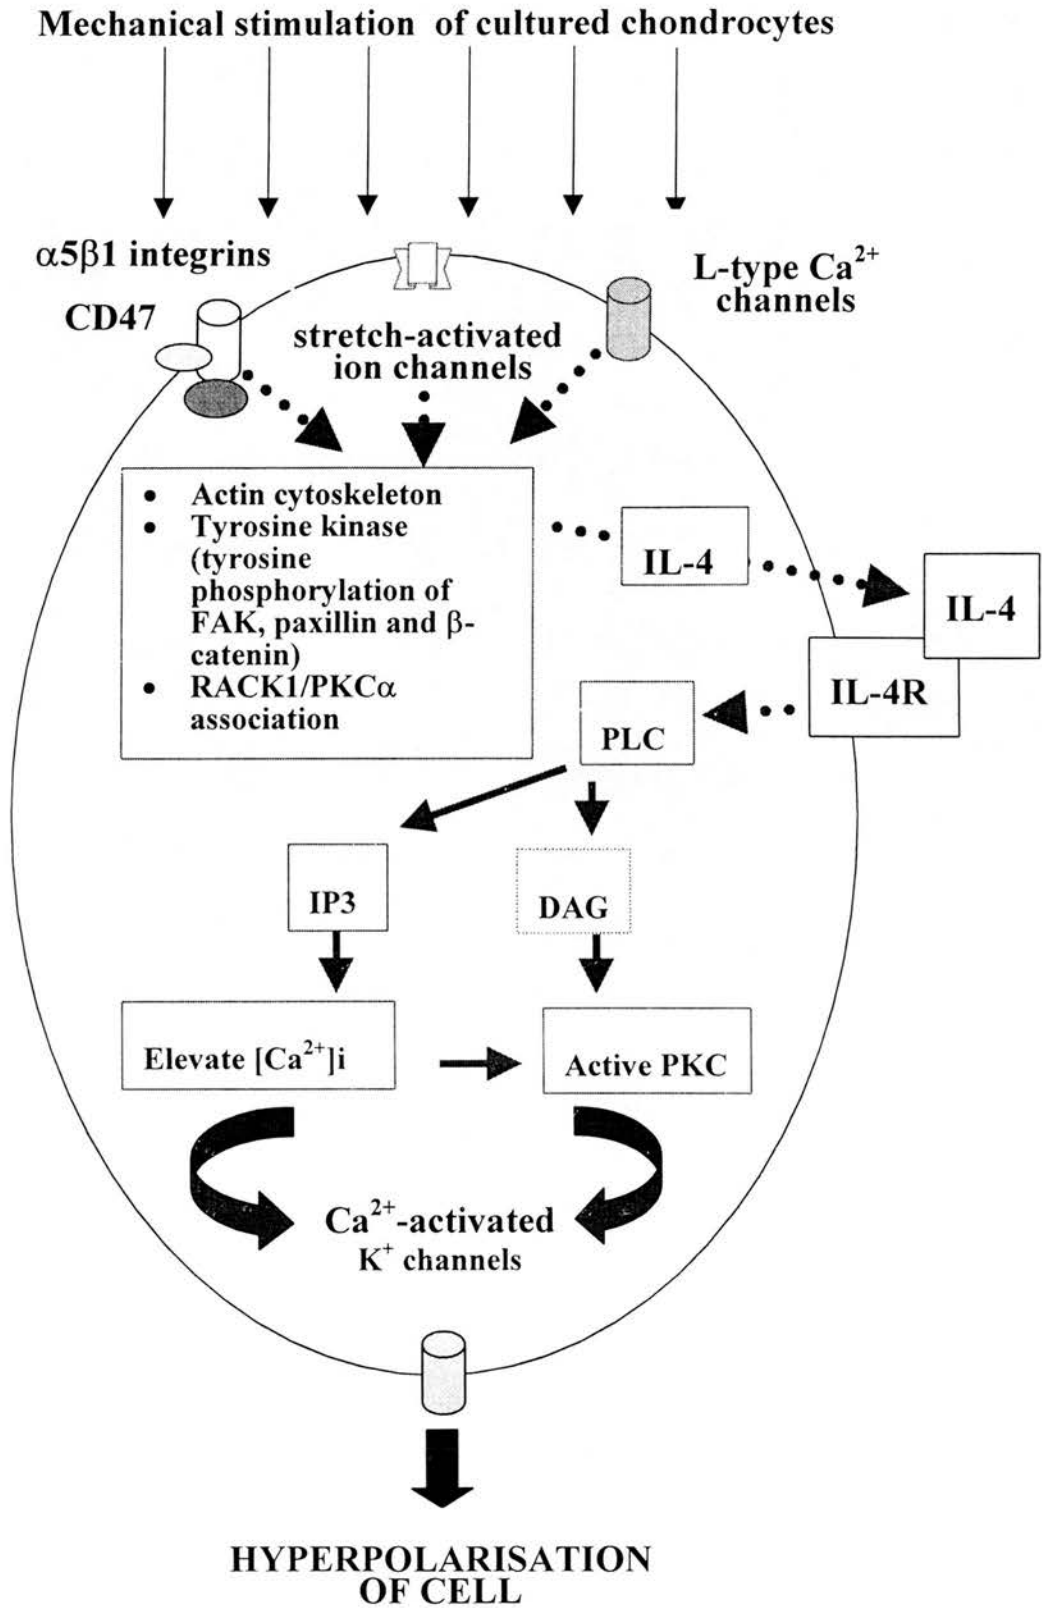 Mechanical stimulation of cultured chondrocytes
α5β1 integrins
CD47
stretch-activated
ion channels
L-type Ca²⁺
channels
• Actin cytoskeleton
• Tyrosine kinase
(tyrosine
phosphorylation of
FAK, paxillin and β-
catenin)
• RACK1/PKCα
association
IL-4
IL-4
IL-4R
PLC
IP3
DAG
Elevate [Ca²⁺]i
Active PKC
Ca²⁺-activated
K⁺ channels
HYPERPOLARISATION
OF CELL